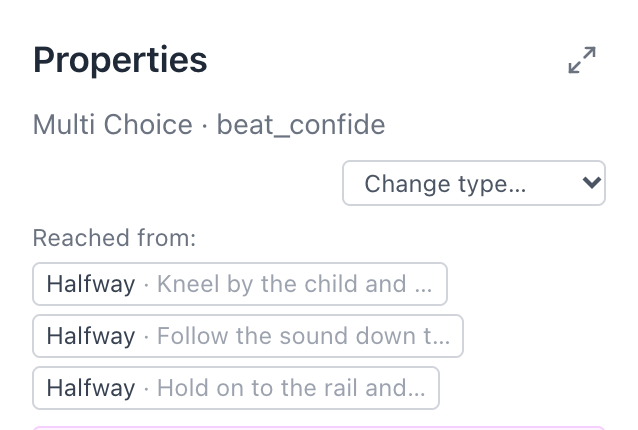 Properties
Multi Choice · beat_confide
Change type...
Reached from:
Halfway · Kneel by the child and ...
Halfway · Follow the sound down t...
Halfway · Hold on to the rail and...